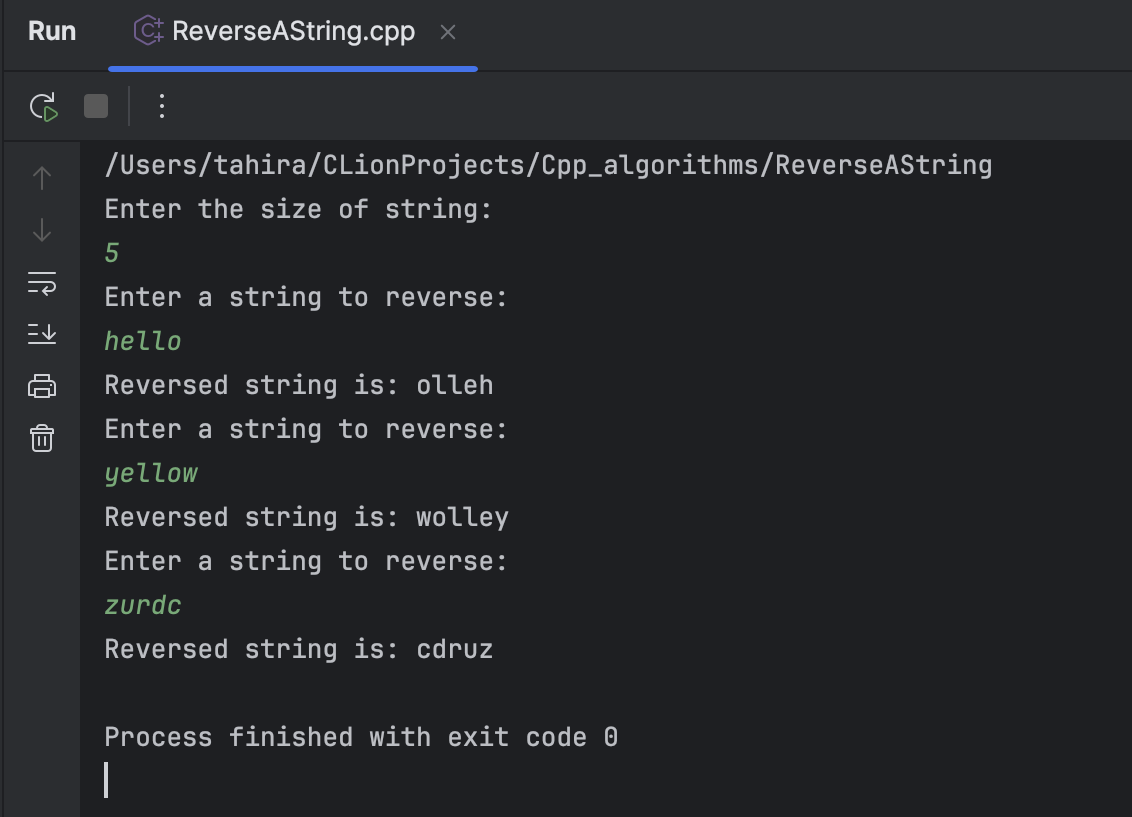 Run ReverseAString.cpp
/Users/tahira/CLionProjects/Cpp_algorithms/ReverseAString
Enter the size of string:
5
Enter a string to reverse:
hello
Reversed string is: olleh
Enter a string to reverse:
yellow
Reversed string is: wolley
Enter a string to reverse:
zurdc
Reversed string is: cdruz
Process finished with exit code 0